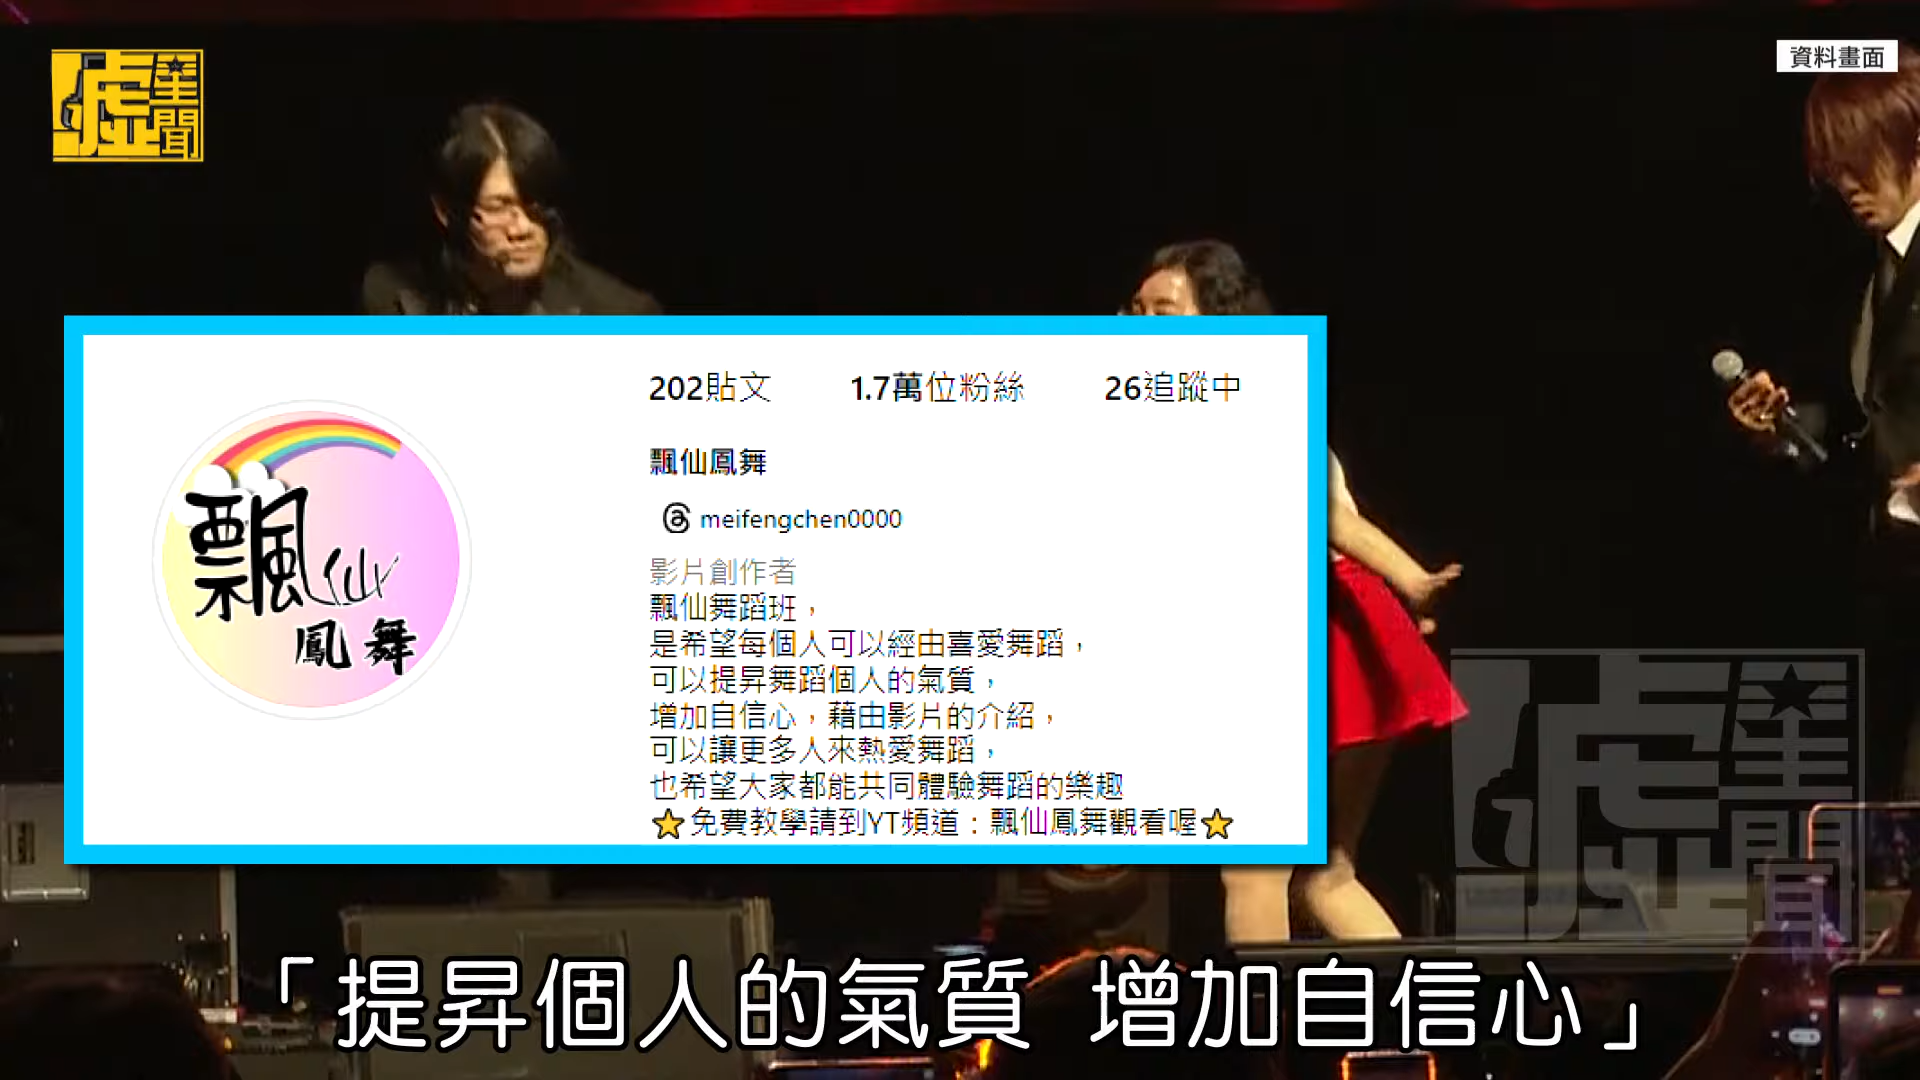 噓星聞
資料畫面
202貼文 1.7萬位粉絲 26追蹤中
飄仙鳳舞
meifengchen0000
影片創作者
飄仙舞蹈班，
是希望每個人可以經由喜愛舞蹈，
可以提昇舞蹈個人的氣質，
增加自信心，藉由影片的介紹，
可以讓更多人來熱愛舞蹈，
也希望大家都能共同體驗舞蹈的樂趣
⭐免費教學請到YT頻道：飄仙鳳舞觀看喔⭐
飄仙
鳳舞
噓星聞
「提昇個人的氣質 增加自信心」